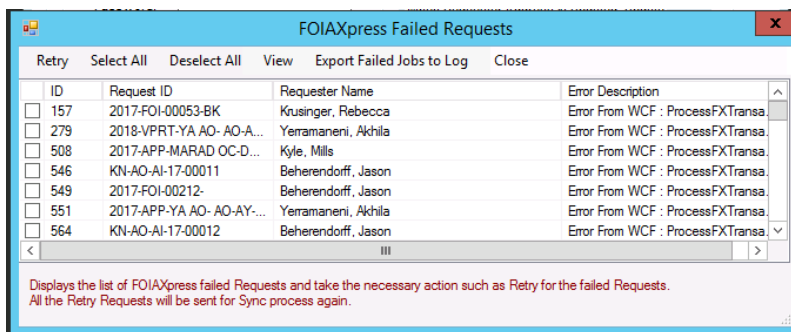 FOIAXpress Failed Requests
x
Retry Select All Deselect All View Export Failed Jobs to Log Close
ID Request ID Requester Name Error Description
157 2017-FOI-00053-BK Krusinger, Rebecca Error From WCF : ProcessFXTransa.
279 2018-VPRT-YA AO- AO-A... Yerramaneni, Akhila Error From WCF : ProcessFXTransa.
508 2017-APP-MARAD OC-D... Kyle, Mills Error From WCF : ProcessFXTransa.
546 KN-AO-AI-17-00011 Beherendorff, Jason Error From WCF : ProcessFXTransa.
549 2017-FOI-00212- Beherendorff, Jason Error From WCF : ProcessFXTransa.
551 2017-APP-YA AO- AO-AY-... Yerramaneni, Akhila Error From WCF : ProcessFXTransa.
564 KN-AO-AI-17-00012 Beherendorff, Jason Error From WCF : ProcessFXTransa.
Displays the list of FOIAXpress failed Requests and take the necessary action such as Retry for the failed Requests.
All the Retry Requests will be sent for Sync process again.